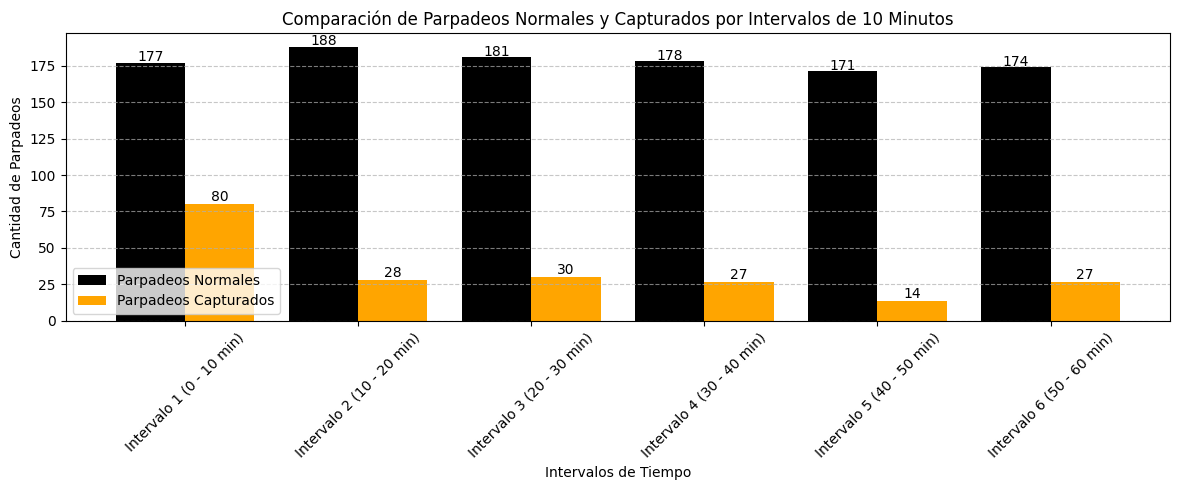 Comparación de Parpadeos Normales y Capturados por Intervalos de 10 Minutos
Cantidad de Parpadeos
175
150
125
100
75
50
25
0
177
80
188
28
181
30
178
27
171
14
174
27
Parpadeos Normales
Parpadeos Capturados
Intervalo 1 (0 - 10 min)
Intervalo 2 (10 - 20 min)
Intervalo 3 (20 - 30 min)
Intervalo 4 (30 - 40 min)
Intervalo 5 (40 - 50 min)
Intervalo 6 (50 - 60 min)
Intervalos de Tiempo